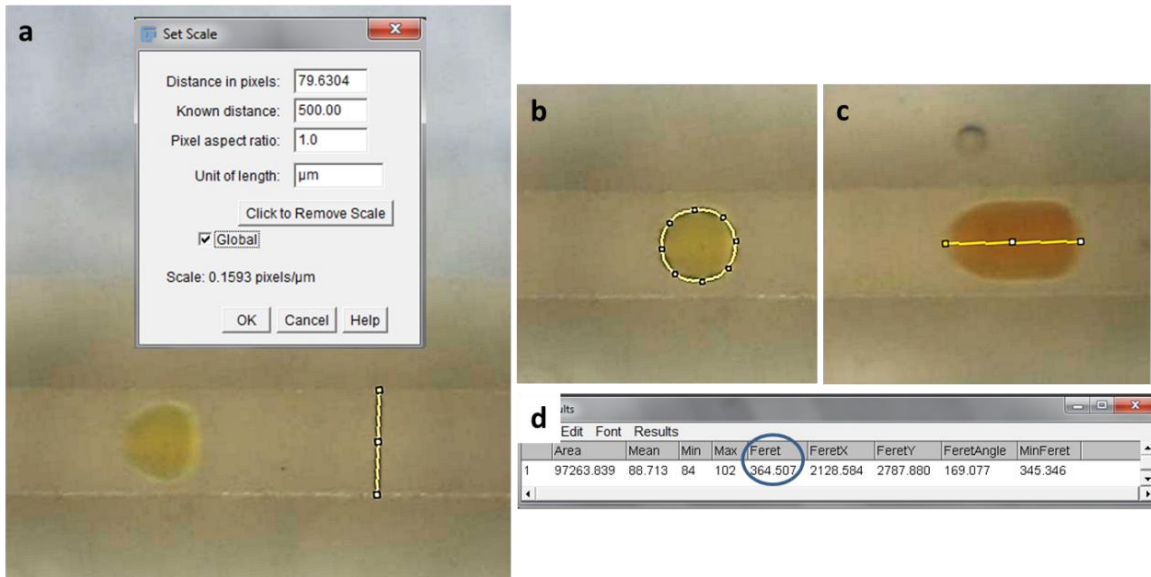 a
Set Scale
Distance in pixels: 79.6304
Known distance: 500.00
Pixel aspect ratio: 1.0
Unit of length: µm
Click to Remove Scale
Global
Scale: 0.1593 pixels/µm
OK Cancel Help
b
c
d
ults
Edit Font Results
Area Mean Min Max Feret FeretX FeretY FeretAngle MinFeret
1 97263.839 88.713 84 102 364.507 2128.584 2787.880 169.077 345.346